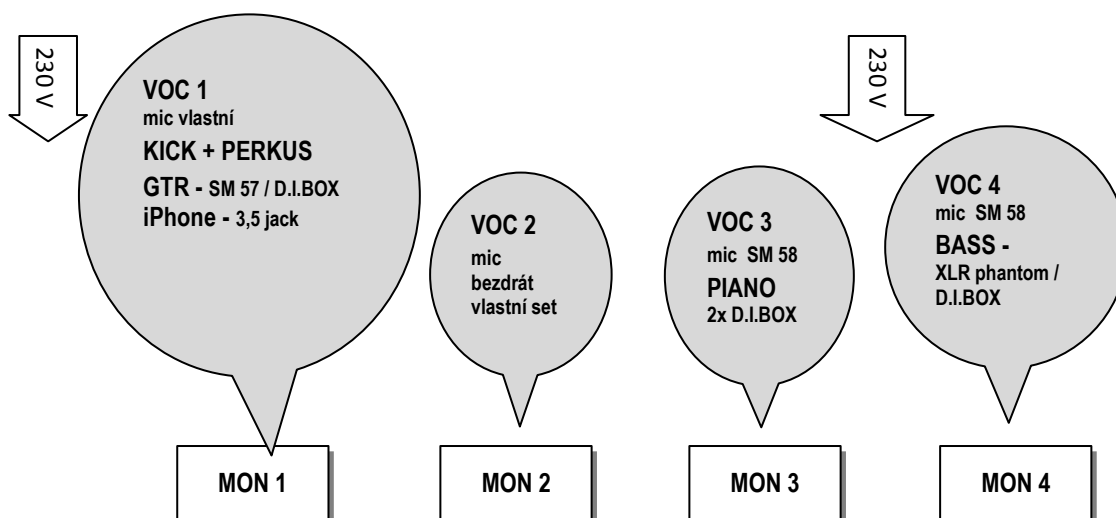 230 V
VOC 1
mic vlastní
KICK + PERKUS
GTR - SM 57 / D.I.BOX
iPhone - 3,5 jack
VOC 2
mic
bezdrát
vlastní set
VOC 3
mic SM 58
PIANO
2x D.I.BOX
230 V
VOC 4
mic SM 58
BASS -
XLR phantom /
D.I.BOX
MON 1
MON 2
MON 3
MON 4